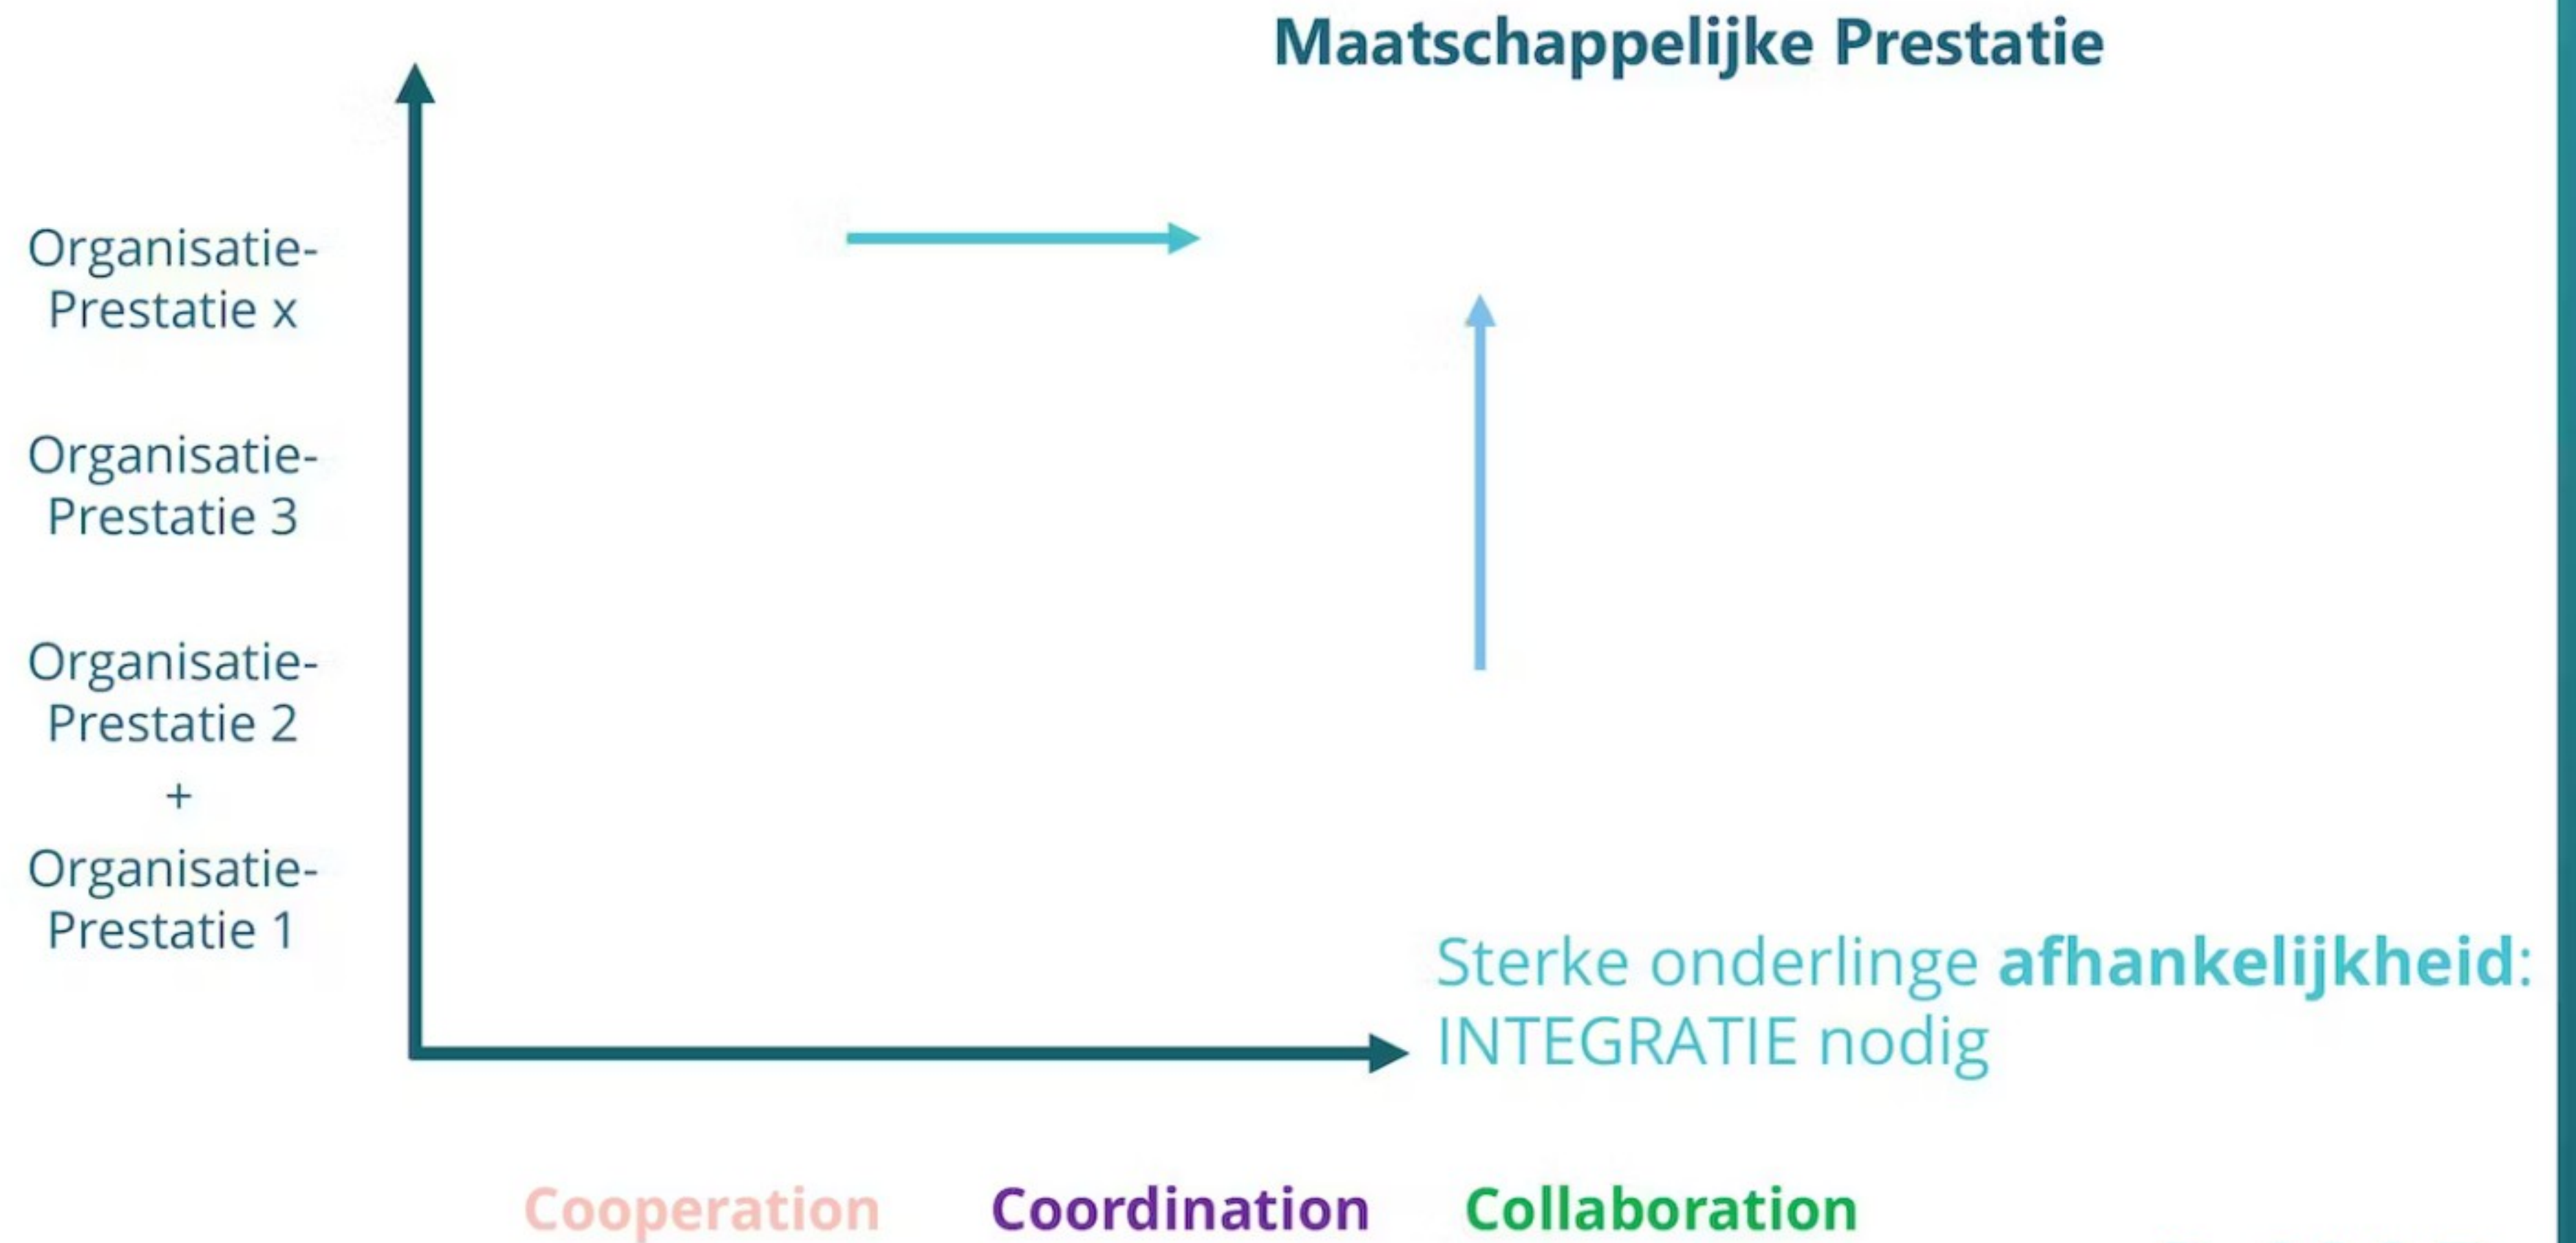 Maatschappelijke Prestatie
Organisatie-
Prestatie x
Organisatie-
Prestatie 3
Organisatie-
Prestatie 2
+
Organisatie-
Prestatie 1
Sterke onderlinge afhankelijkheid:
INTEGRATIE nodig
Cooperation Coordination Collaboration